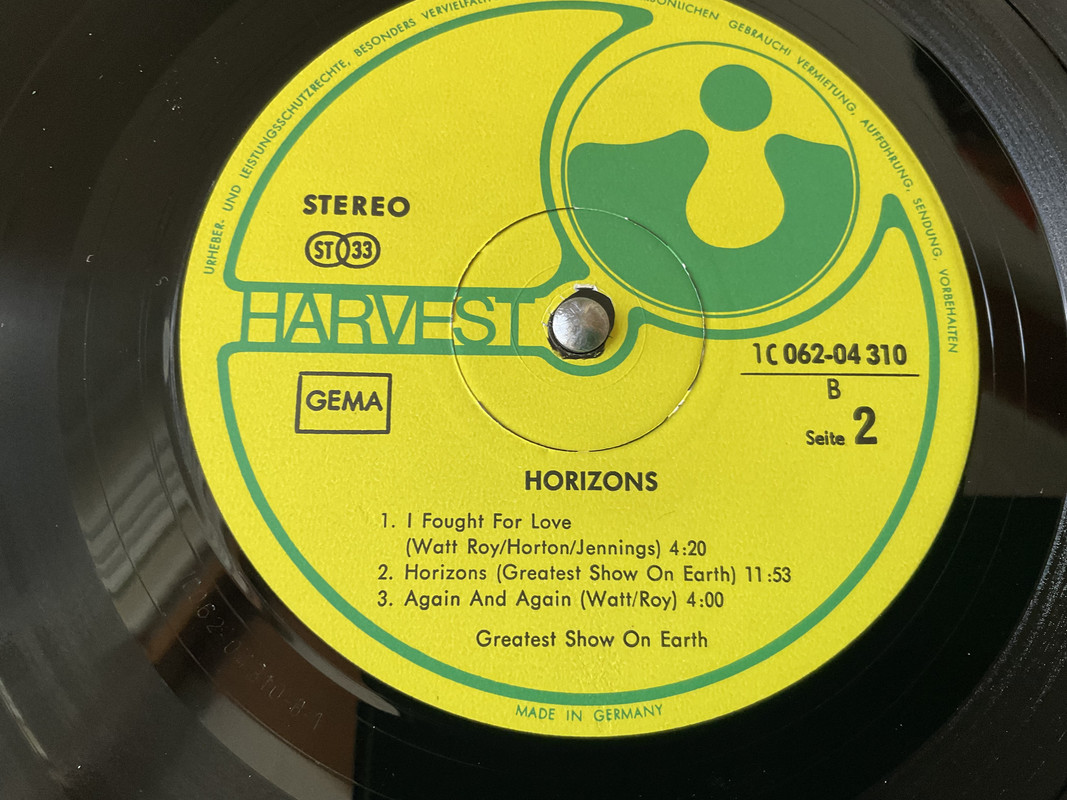 URHEBER- UND LEISTUNGSSCHUTZRECHTE, BESONDERS
GEBRAUCH! VERMIETUNG, AUFFÜHRUNG, SENDUNG, VORBEHALTEN
STEREO
ST 33
HARVEST
GEMA
1C 062-04 310
B
Seite 2
HORIZONS
1. I Fought For Love
(Watt Roy/Horton/Jennings) 4:20
2. Horizons (Greatest Show On Earth) 11:53
3. Again And Again (Watt/Roy) 4:00
Greatest Show On Earth
MADE IN GERMANY